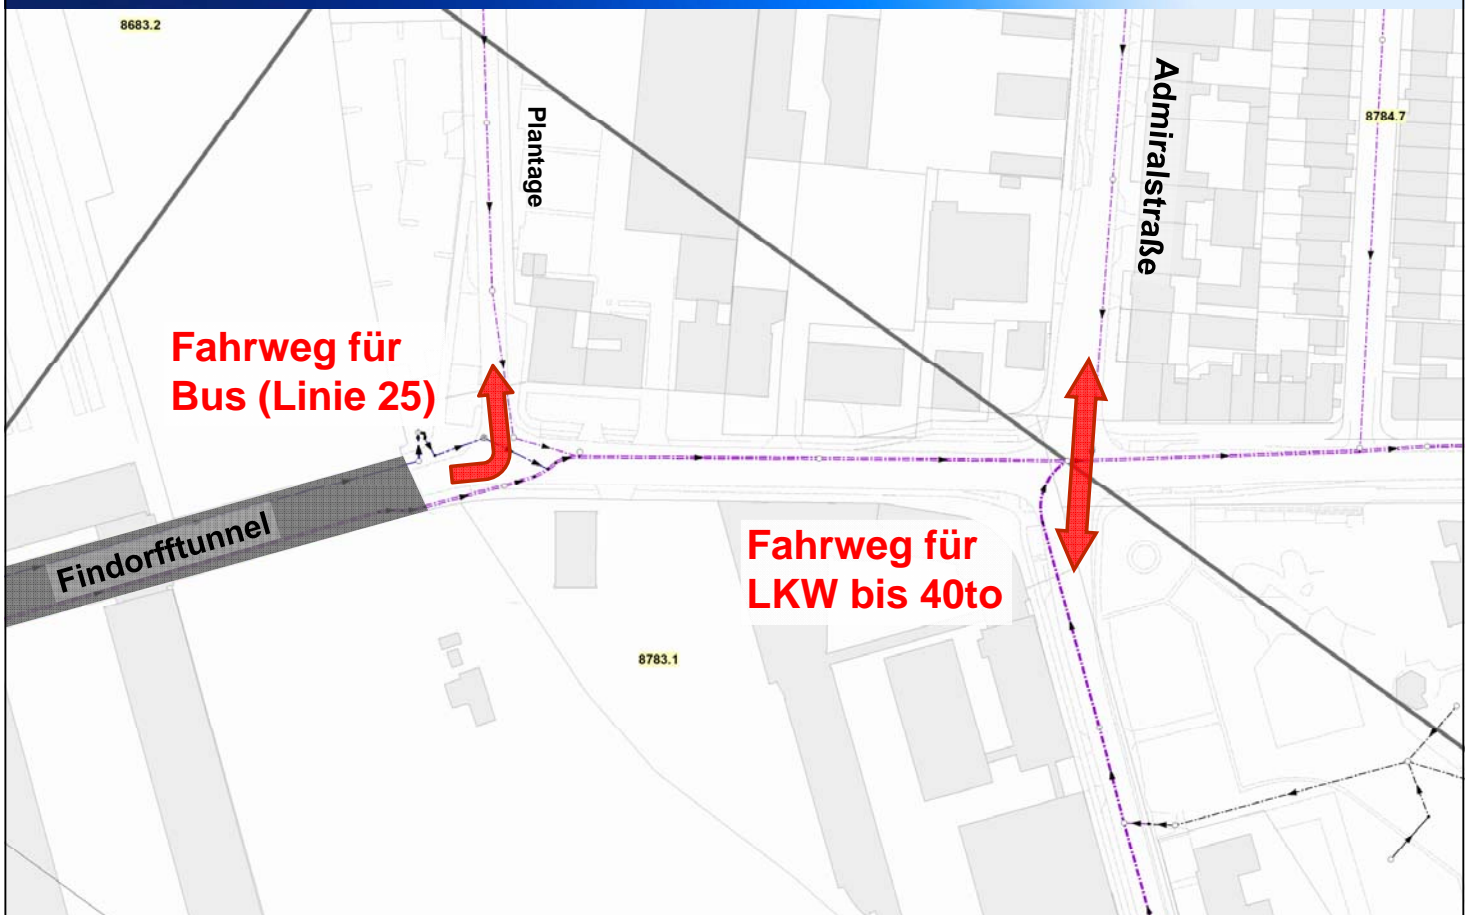 8683.2
Plantage
Admiralstraße
8784.7
Fahrweg für
Bus (Linie 25)
Findorfftunnel
Fahrweg für
LKW bis 40to
8783.1